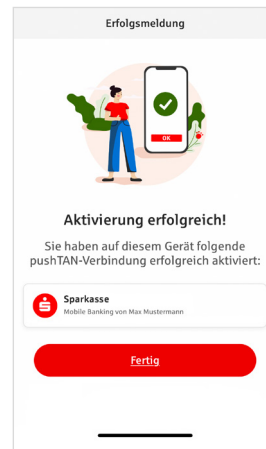 Erfolgsmeldung
OK
Aktivierung erfolgreich!
Sie haben auf diesem Gerät folgende
pushTAN-Verbindung erfolgreich aktiviert:
Sparkasse
Mobile Banking von Max Mustermann
Fertig